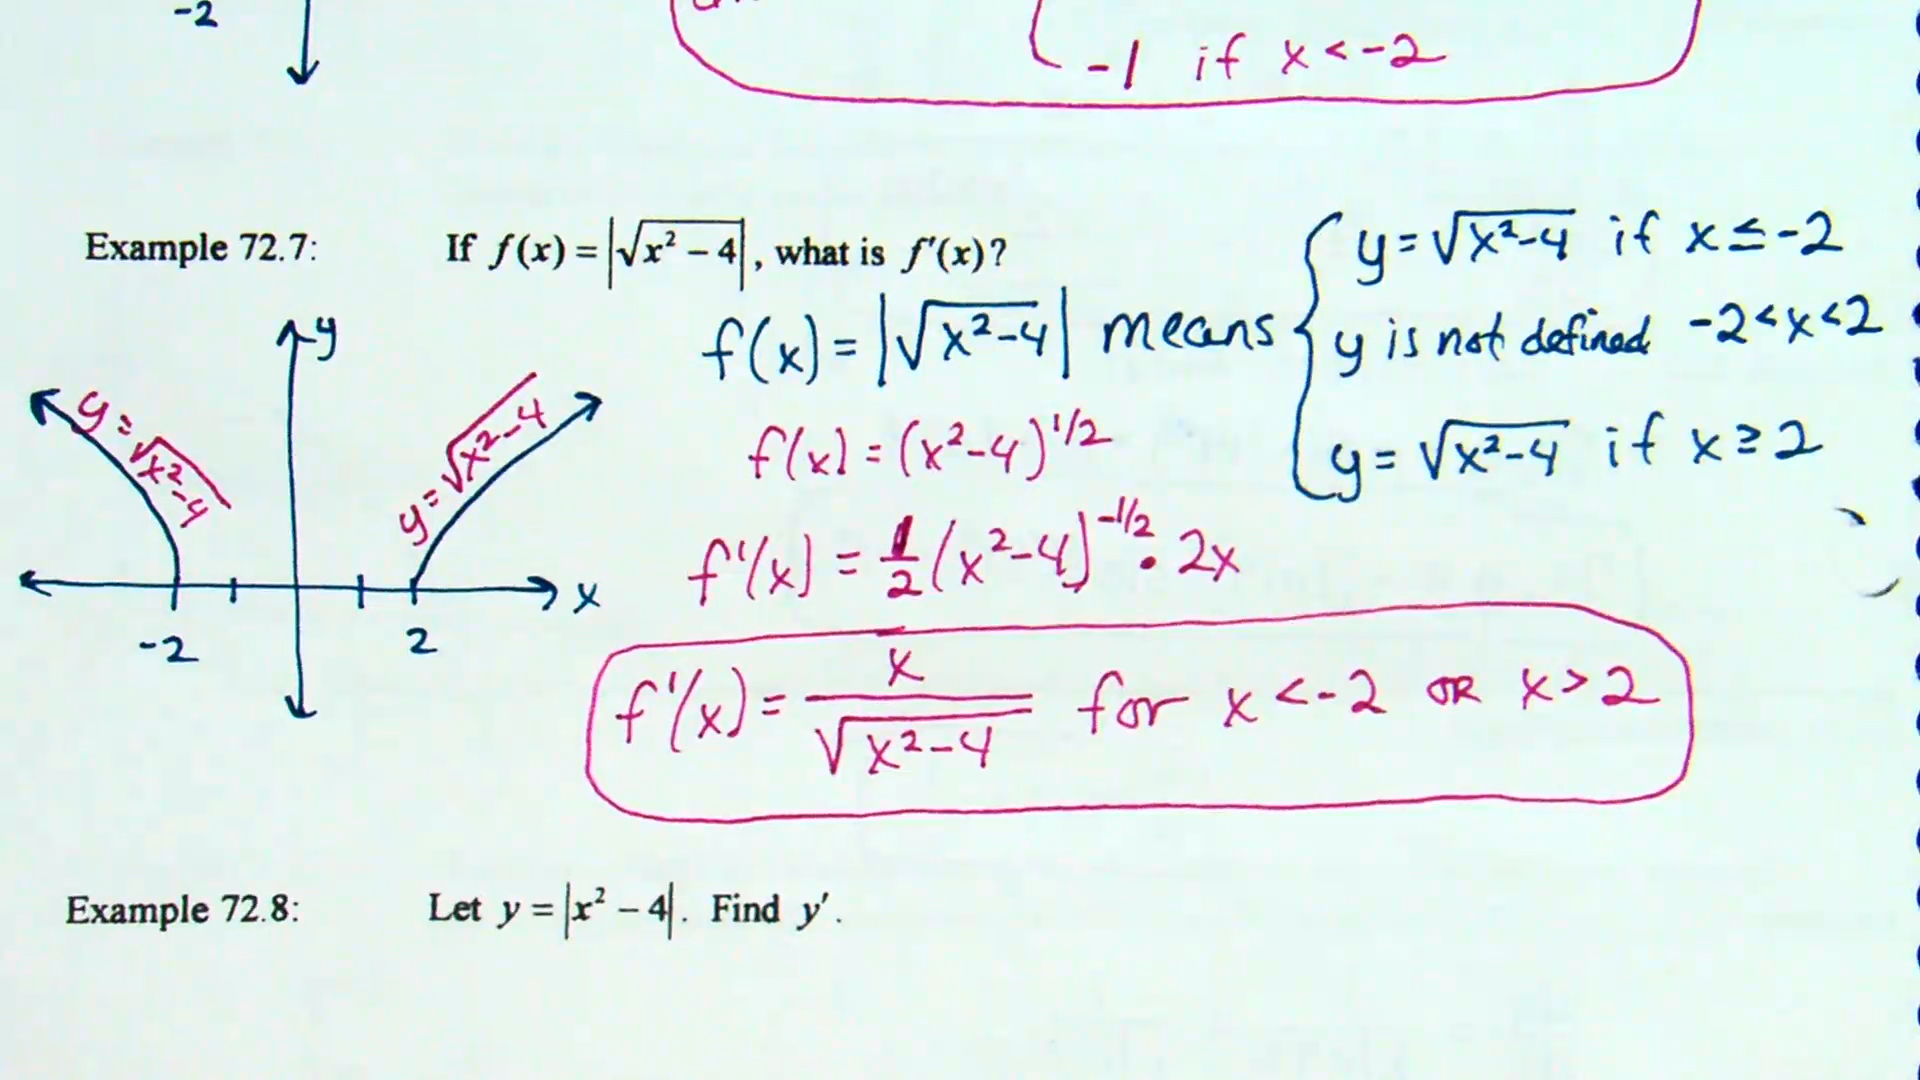 -2
-1 if x < -2
Example 72.7: If f(x) = |√(x² – 4)|, what is f′(x)?
f(x) = |√(x²-4)| means { y = √(x²-4) if x ≤ -2
y is not defined -2<x<2
y = √(x²-4) if x ≥ 2
y
y = √(x²-4)
y = √(x²-4)
x
-2
2
f(x) = (x²-4)^1/2
f'(x) = 1/2 (x²-4)^-1/2 · 2x
f'(x) = x/√(x²-4) for x < -2 OR x > 2
Example 72.8: Let y = |x² – 4|. Find y′.